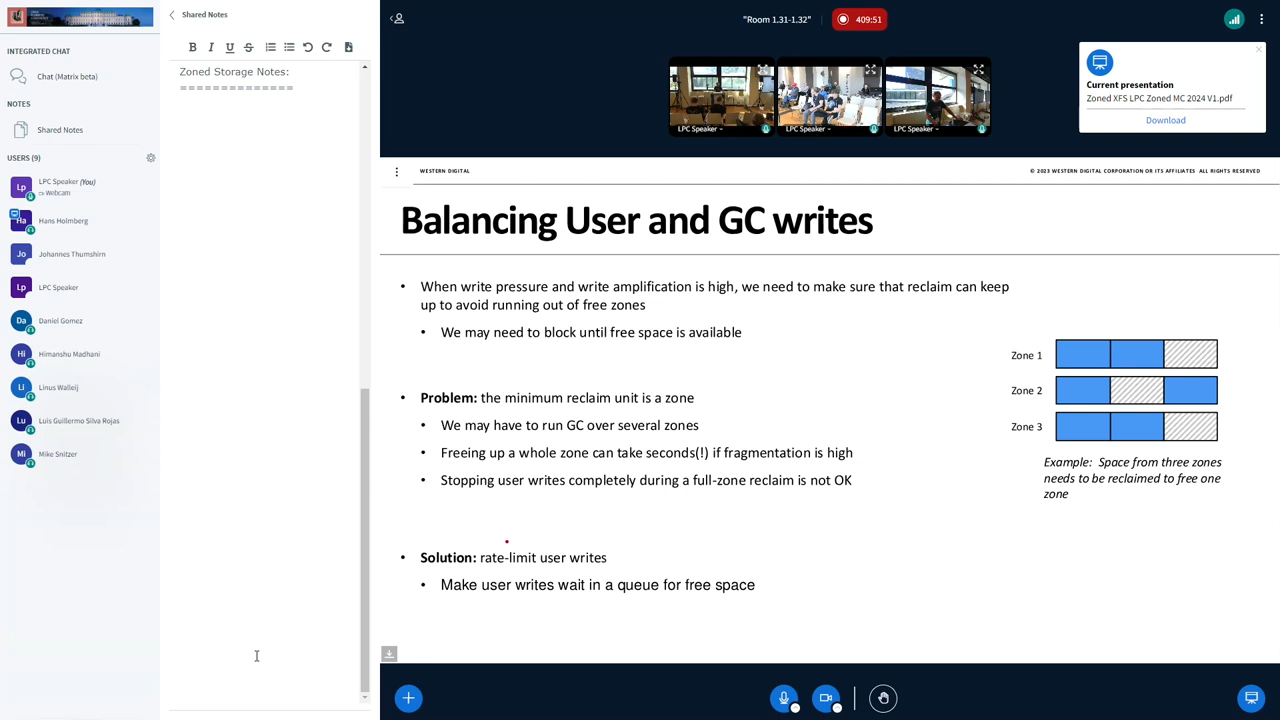 INTEGRATED CHAT
Chat (Matrix beta)
NOTES
Shared Notes
USERS (9)
Lp
LPC Speaker (You)
Webcam
Ha
Hans Holmberg
Jo
Johannes Thumshirn
Lp
LPC Speaker
Da
Daniel Gomez
Hi
Himanshu Madhani
Li
Linus Walleij
Lu
Luis Guillermo Silva Rojas
Mi
Mike Snitzer
Shared Notes
B I U S
Zoned Storage Notes:
==============
"Room 1.31-1.32"
409:51
LPC Speaker
LPC Speaker
LPC Speaker
Current presentation
Zoned XFS LPC Zoned MC 2024 V1.pdf
Download
WESTERN DIGITAL
© 2023 WESTERN DIGITAL CORPORATION OR ITS AFFILIATES ALL RIGHTS RESERVED
Balancing User and GC writes
• When write pressure and write amplification is high, we need to make sure that reclaim can keep
up to avoid running out of free zones
• We may need to block until free space is available
• Problem: the minimum reclaim unit is a zone
• We may have to run GC over several zones
• Freeing up a whole zone can take seconds(!) if fragmentation is high
• Stopping user writes completely during a full-zone reclaim is not OK
• Solution: rate-limit user writes
• Make user writes wait in a queue for free space
Zone 1
Zone 2
Zone 3
Example: Space from three zones
needs to be reclaimed to free one
zone